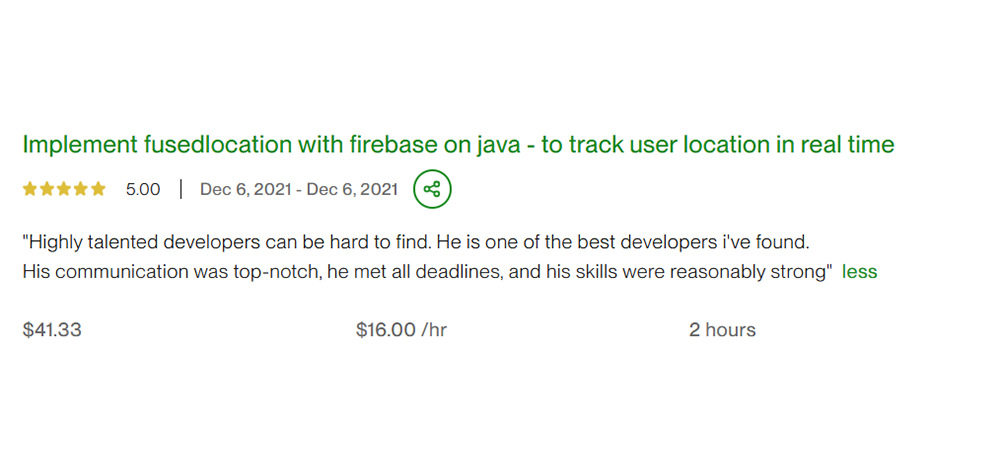 Implement fusedlocation with firebase on java - to track user location in real time
5.00 | Dec 6, 2021 - Dec 6, 2021
"Highly talented developers can be hard to find. He is one of the best developers i've found.
His communication was top-notch, he met all deadlines, and his skills were reasonably strong" less
$41.33 $16.00 /hr 2 hours